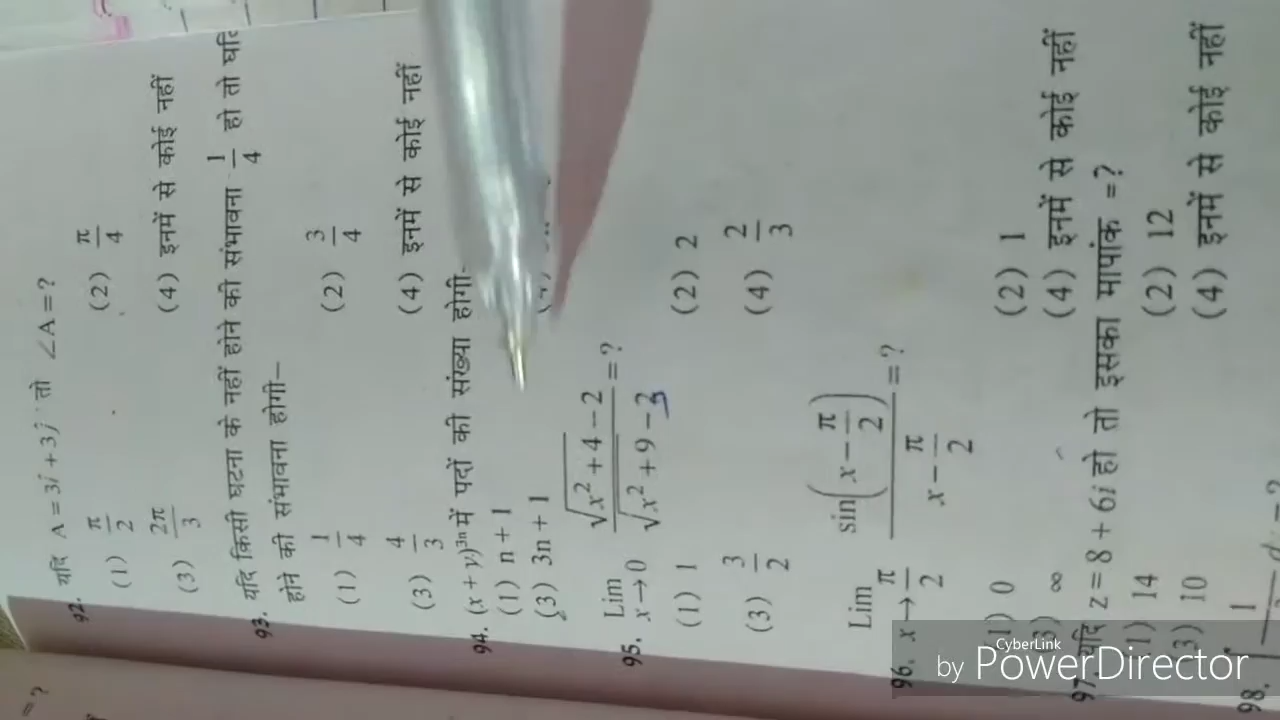 = ?
92. यदि A = 3i + 3j तो ∠A = ?
(1) π/2 (2) π/4
(3) 2π/3 (4) इनमें से कोई नहीं
93. यदि किसी घटना के नहीं होने की संभावना 1/4 हो तो
होने की संभावना होगी–
(1) 1/4 (2) 3/4
(3) 4/3 (4) इनमें से कोई नहीं
94. (x + y)³ⁿ में पदों की संख्या होगी-
(1) n + 1
(3) 3n + 1
95. Lim x→0 (√x² + 4 − 2)/(√x² + 9 − 3) = ?
(1) 1 (2) 2
(3) 3/2 (4) 2/3
96. Lim x→π/2 sin(x − π/2)/(x − π/2) = ?
(1) 0 (2) 1
(3) ∞ (4) इनमें से कोई नहीं
97. यदि z = 8 + 6i हो तो इसका मापांक = ?
(1) 14 (2) 12
(3) 10 (4) इनमें से कोई नहीं
98.
CyberLink
by PowerDirector